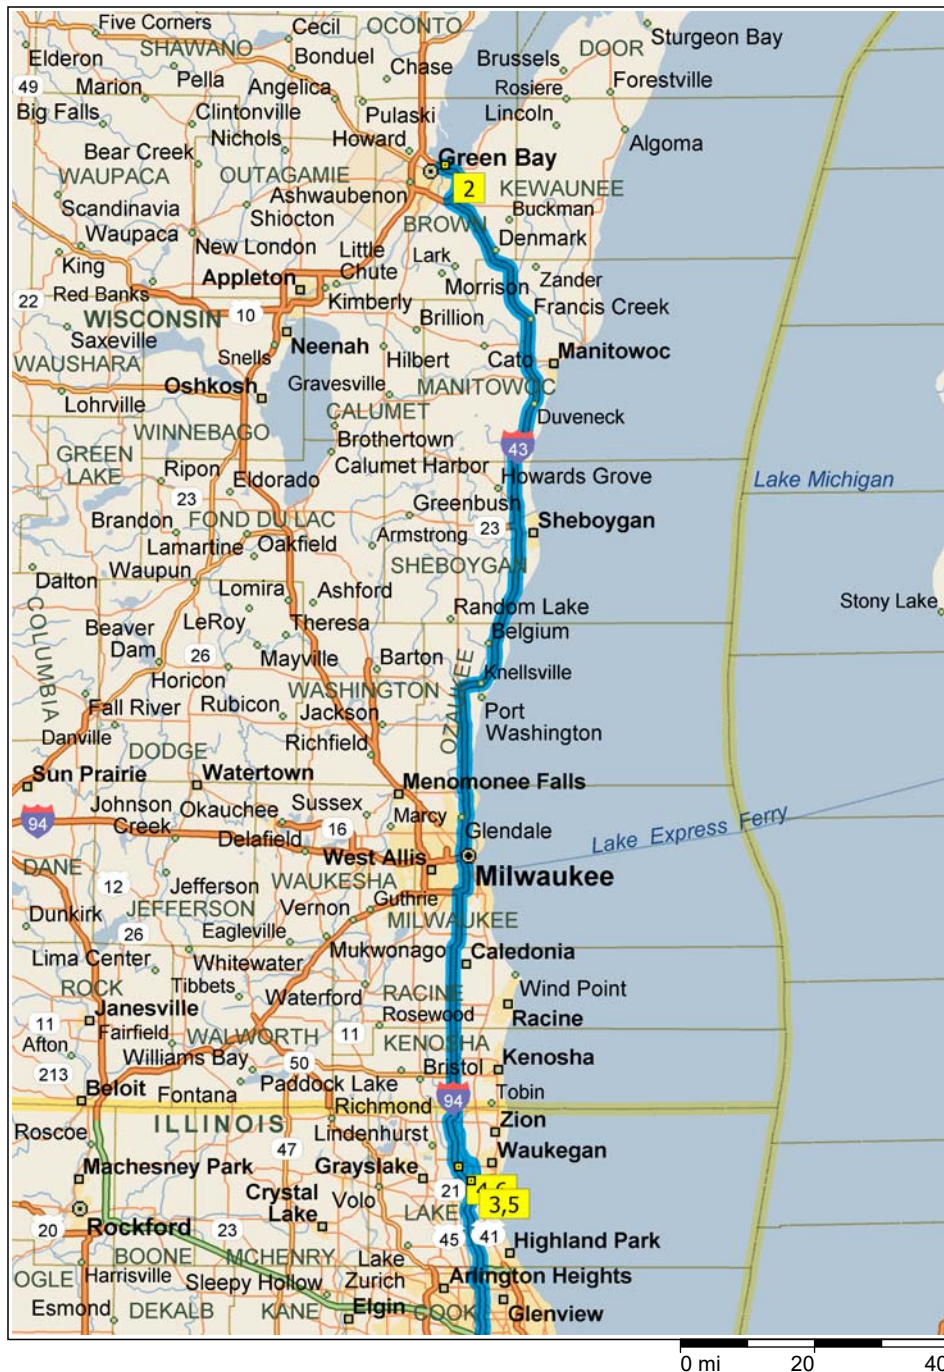 Five Corners
Cecil
OCONTO
SHAWANO
DOOR
Sturgeon Bay
Elderon
Bonduel
Brussels
Pella
Chase
Forestville
49
Marion
Angelica
Rosiere
Big Falls
Clintonville
Pulaski
Lincoln
Nichols
Howard
Algoma
Bear Creek
Green Bay
WAUPACA
OUTAGAMIE
2
KEWAUNEE
Ashwaubenon
Scandinavia
Shiocton
Buckman
Waupaca
BROWN
New London
Little
Chute
Denmark
King
Lark
Appleton
Zander
Red Banks
Kimberly
Morrison
22
WISCONSIN
10
Francis Creek
Brillion
Saxeville
Neenah
Snells
Hilbert
Cato
Manitowoc
WAUSHARA
Oshkosh
Gravesville
MANITOWOC
Lohrville
CALUMET
Duveneck
WINNEBAGO
Brothertown
43
GREEN
LAKE
Ripon
Calumet Harbor
Eldorado
Howards Grove
Lake Michigan
23
Greenbush
Brandon
FOND DU LAC
23
Sheboygan
Lamartine
Oakfield
Armstrong
Waupun
SHEBOYGAN
Dalton
Lomira
Ashford
COLUMBIA
LeRoy
Theresa
Random Lake
Stony Lake
Beaver
Dam
Belgium
26
Mayville
Barton
Horicon
OZAUKEE
Knellsville
WASHINGTON
Fall River
Rubicon
Jackson
Port
Washington
Danville
DODGE
Richfield
Sun Prairie
Watertown
Menomonee Falls
94
Johnson
Creek
Okauchee
Sussex
Marcy
16
Glendale
Lake Express Ferry
Delafield
West Allis
DANE
WAUKESHA
Milwaukee
12
Jefferson
Guthrie
JEFFERSON
Vernon
MILWAUKEE
Dunkirk
26
Eagleville
Mukwonago
Caledonia
Lima Center
Whitewater
ROCK
Tibbets
Waterford
RACINE
Wind Point
Janesville
Rosewood
Racine
11
Fairfield
WALWORTH
11
KENOSHA
Afton
Williams Bay
50
Bristol
Kenosha
213
Beloit
Fontana
Paddock Lake
94
Tobin
Richmond
ILLINOIS
Zion
Roscoe
Lindenhurst
47
Waukegan
Machesney Park
Grayslake
Crystal
Lake
Volo
21
4,6
3,5
LAKE
20
Rockford
23
45
41
Highland Park
BOONE
MCHENRY
Lake
Zurich
OGLE
Harrisville
Sleepy Hollow
Arlington Heights
Esmond
DEKALB
KANE
Elgin
COOK
Glenview
0 mi 20 40